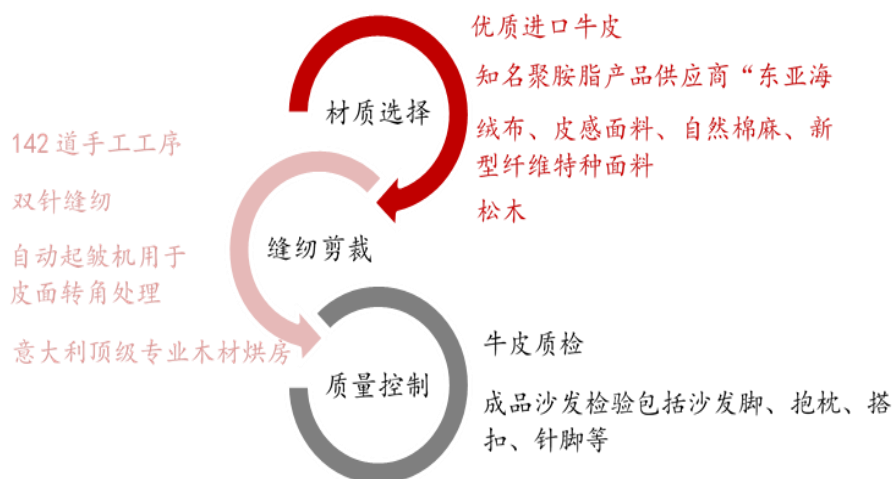 材质选择
优质进口牛皮
知名聚胺脂产品供应商“东亚海
绒布、皮感面料、自然棉麻、新
型纤维特种面料
松木
缝纫剪裁
142 道手工工序
双针缝纫
自动起皱机用于
皮面转角处理
意大利顶级专业木材烘房
质量控制
牛皮质检
成品沙发检验包括沙发脚、抱枕、搭
扣、针脚等